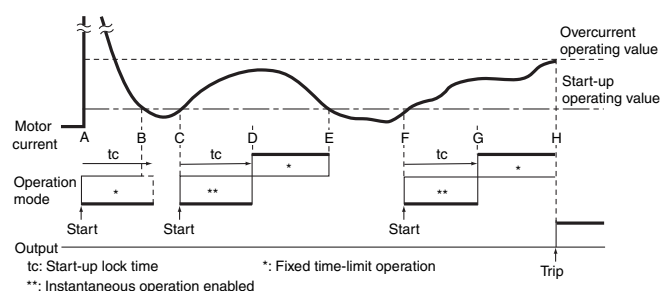 Overcurrent
operating value
Start-up
operating value
Motor
current
A B C D E F G H
tc tc tc
Operation
mode
* ** * ** *
Start Start Start
Output
Trip
tc: Start-up lock time *: Fixed time-limit operation
**: Instantaneous operation enabled